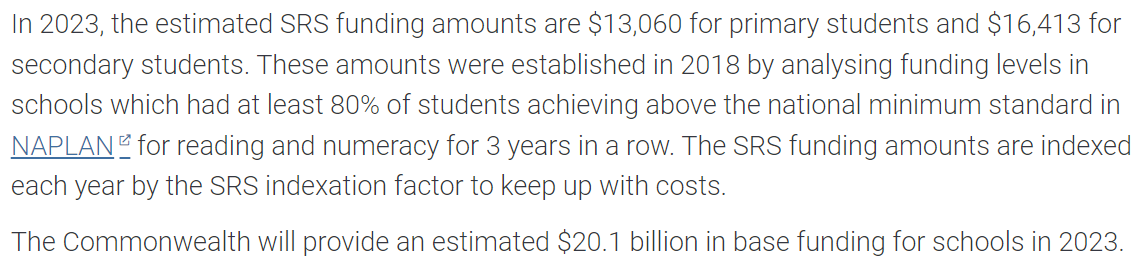 In 2023, the estimated SRS funding amounts are $13,060 for primary students and $16,413 for
secondary students. These amounts were established in 2018 by analysing funding levels in
schools which had at least 80% of students achieving above the national minimum standard in
NAPLAN for reading and numeracy for 3 years in a row. The SRS funding amounts are indexed
each year by the SRS indexation factor to keep up with costs.
The Commonwealth will provide an estimated $20.1 billion in base funding for schools in 2023.